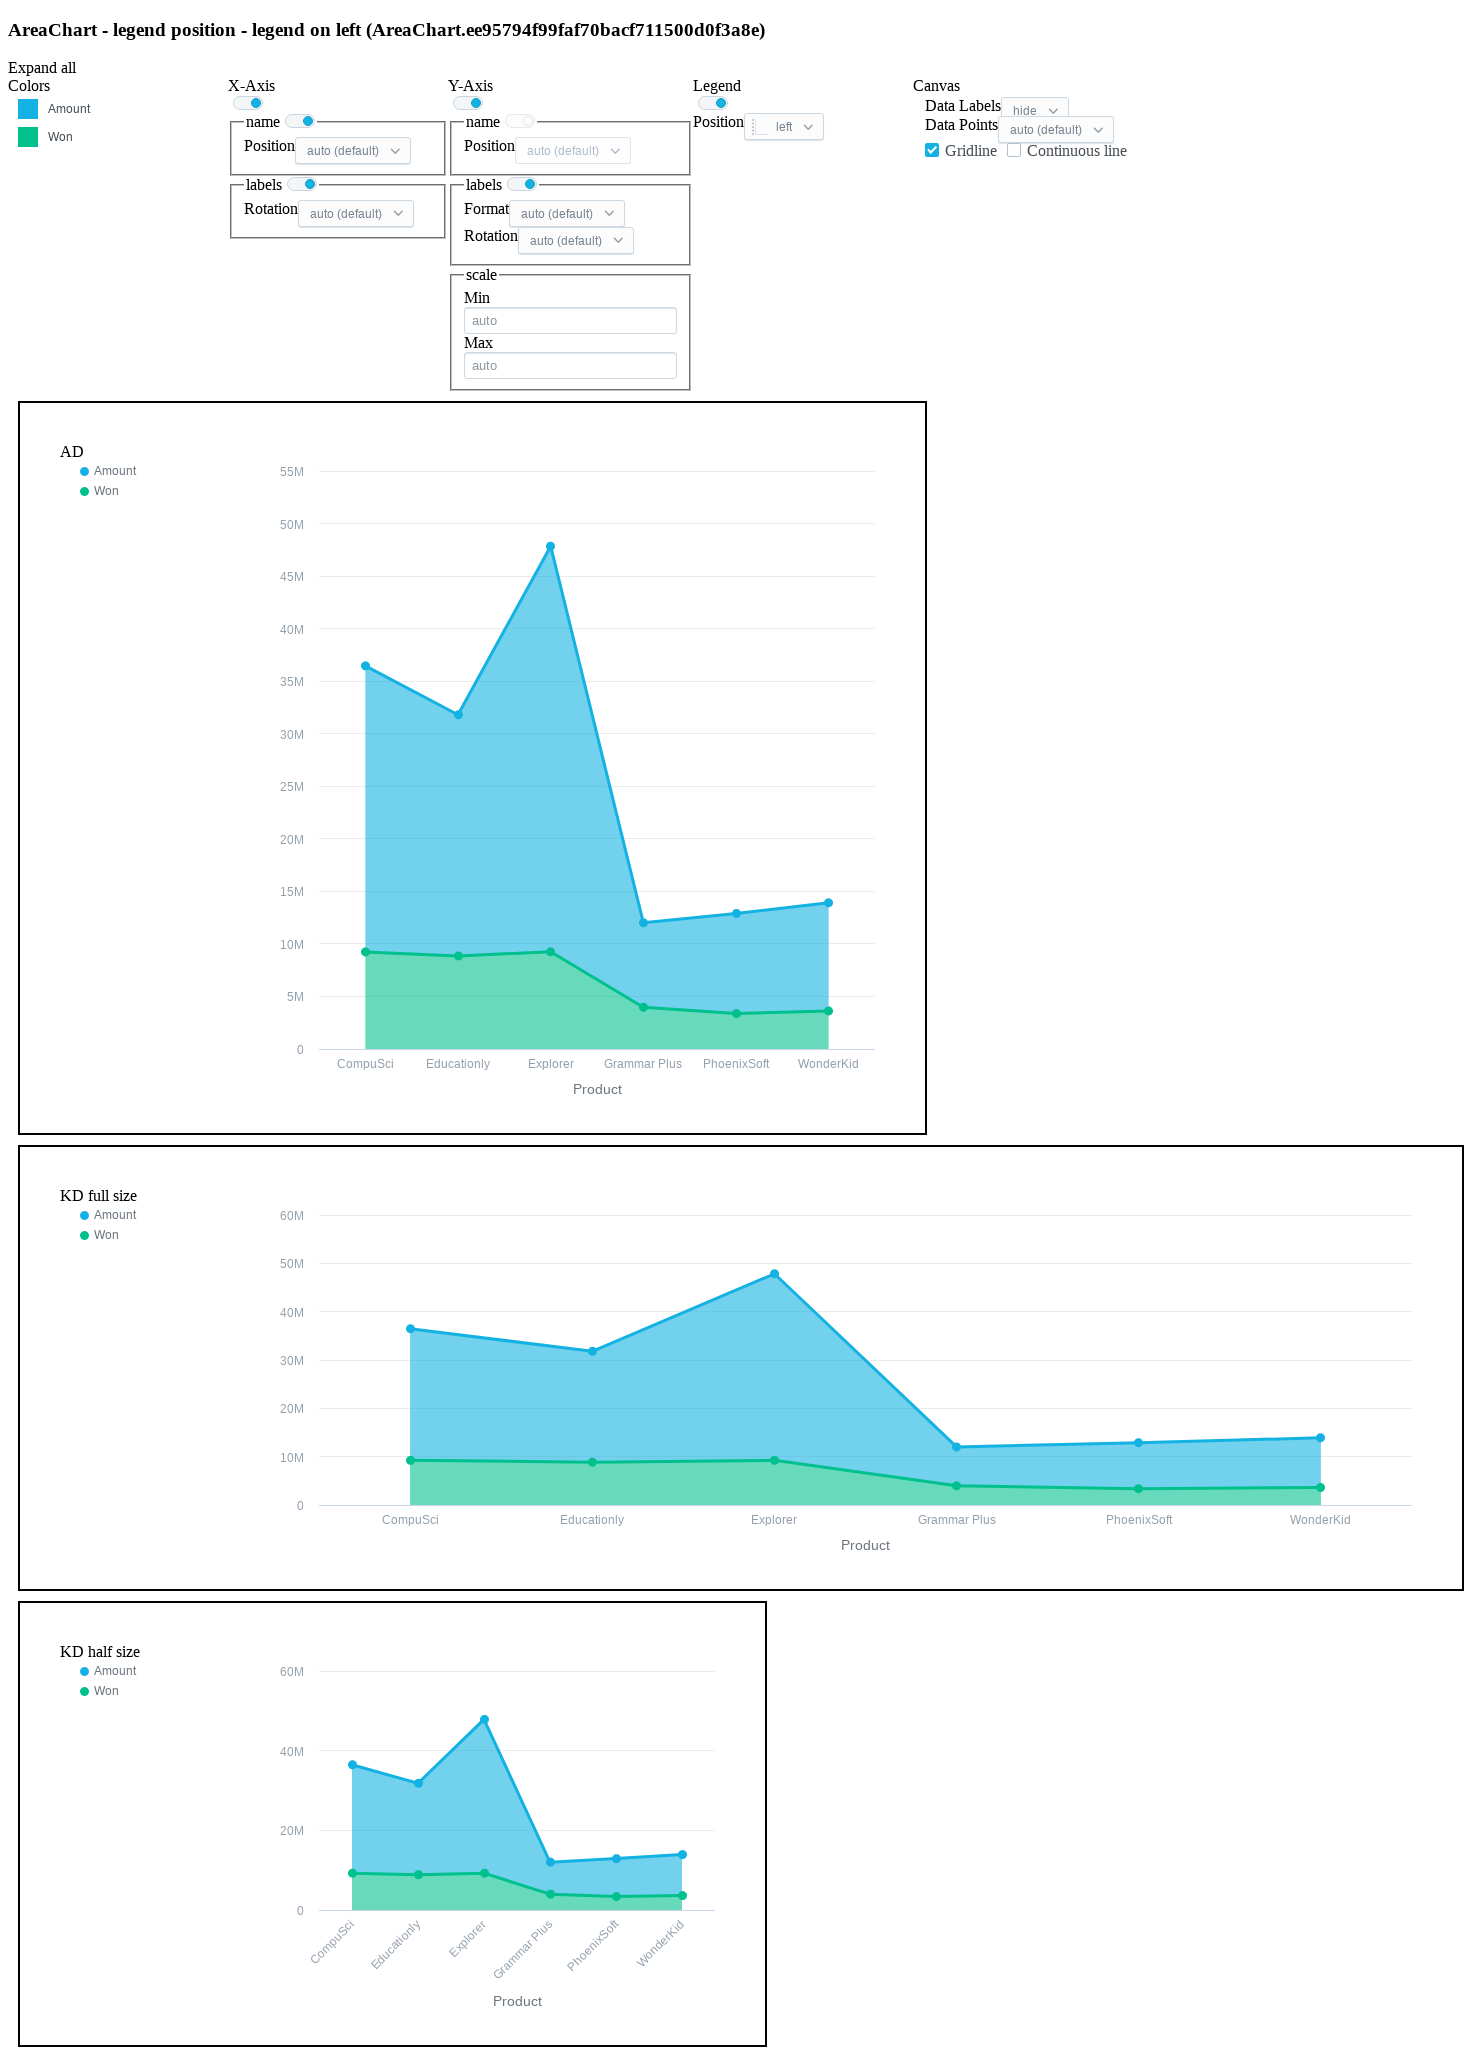 AreaChart - legend position - legend on left (AreaChart.ee95794f99faf70bacf711500d0f3a8e)
Expand all
Colors
Amount
Won
X-Axis
name
Position auto (default)
labels
Rotation auto (default)
Y-Axis
name
Position auto (default)
labels
Format auto (default)
Rotation auto (default)
scale
Min
auto
Max
auto
Legend
Position left
Canvas
Data Labels hide
Data Points auto (default)
Gridline Continuous line
AD
Amount
Won
55M
50M
45M
40M
35M
30M
25M
20M
15M
10M
5M
0
CompuSci Educationly Explorer Grammar Plus PhoenixSoft WonderKid
Product
KD full size
Amount
Won
60M
50M
40M
30M
20M
10M
0
CompuSci Educationly Explorer Grammar Plus PhoenixSoft WonderKid
Product
KD half size
Amount
Won
60M
40M
20M
0
CompuSci Educationly Explorer Grammar Plus PhoenixSoft WonderKid
Product